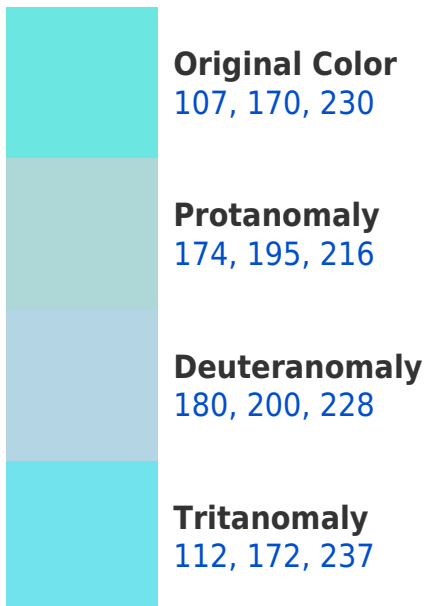 Original Color
107, 170, 230
Protanomaly
174, 195, 216
Deuteranomaly
180, 200, 228
Tritanomaly
112, 172, 237